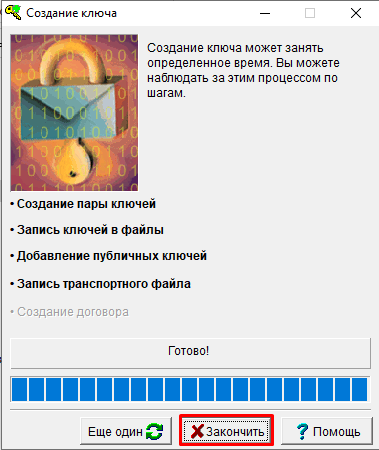 Создание ключа
Создание ключа может занять
определенное время. Вы можете
наблюдать за этим процессом по
шагам.
• Создание пары ключей
• Запись ключей в файлы
• Добавление публичных ключей
• Запись транспортного файла
• Создание договора
Готово!
Еще один
Закончить
? Помощь